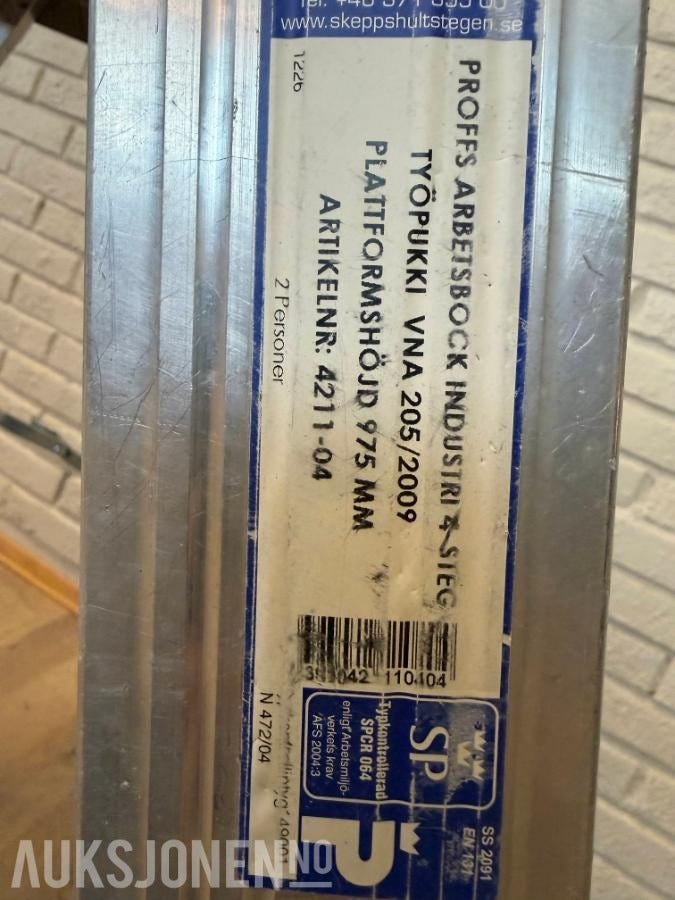 www.skeppshultstegen.se
1226
PROFFS ARBETSBOCK INDUSTRI 4-STEG
TYÖPUKKI VNA 205/2009
PLATTFORMSHÖJD 975 MM
ARTIKELNR: 4211-04
2 Personer
110404
SP
Typkontrollerad
SPCR 064
enligt Arbetsmiljö-
verkets krav
AFS 2004:3
SS 2091
EN 131
N 472/04
P
AUKSJONEN.NO